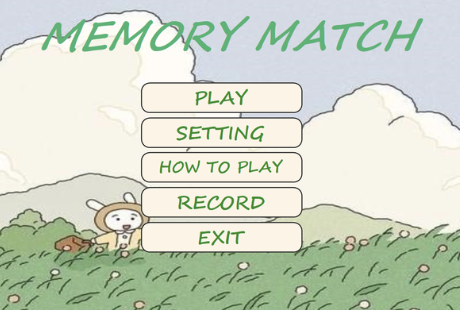 MEMORY MATCH
PLAY
SETTING
HOW TO PLAY
RECORD
EXIT